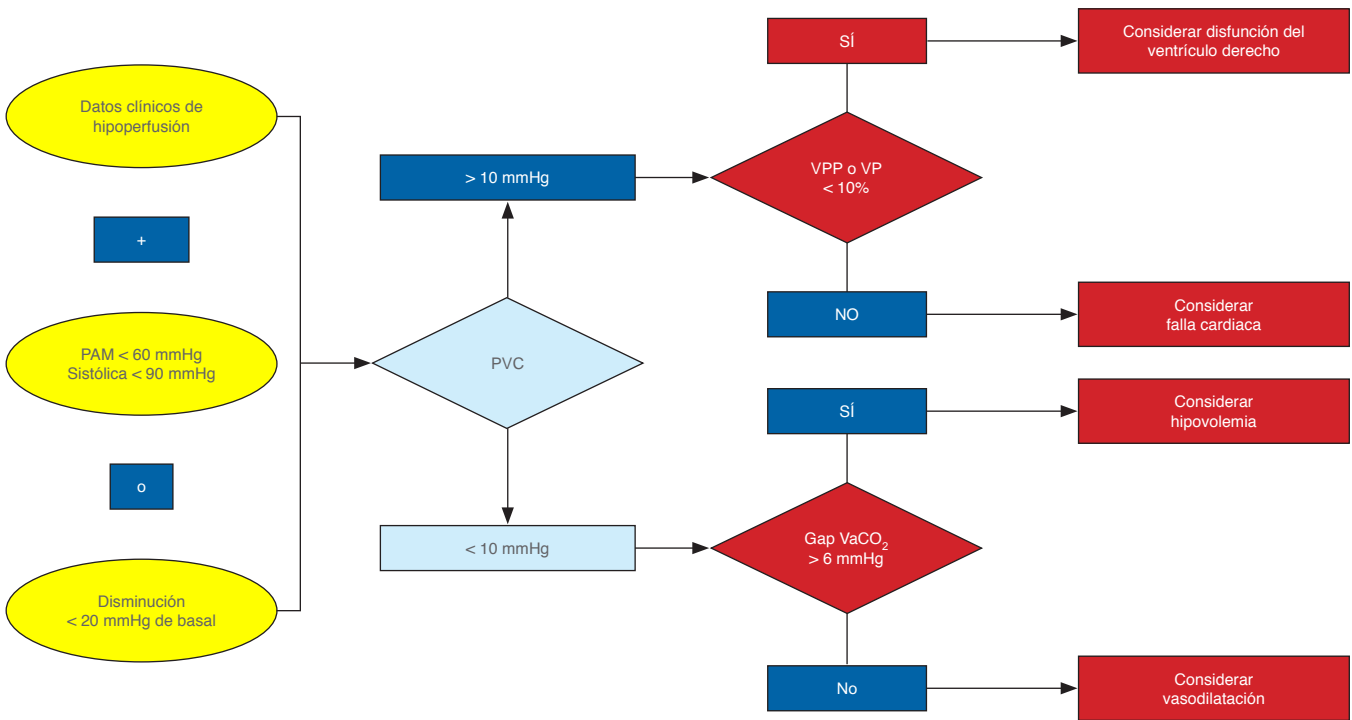 Datos clínicos de
hipoperfusión
+
PAM < 60 mmHg
Sistólica < 90 mmHg
o
Disminución
< 20 mmHg de basal
PVC
> 10 mmHg
VPP o VP
< 10%
SÍ
Considerar disfunción del
ventrículo derecho
NO
Considerar
falla cardiaca
< 10 mmHg
Gap VaCO₂
> 6 mmHg
SÍ
Considerar
hipovolemia
No
Considerar
vasodilatación